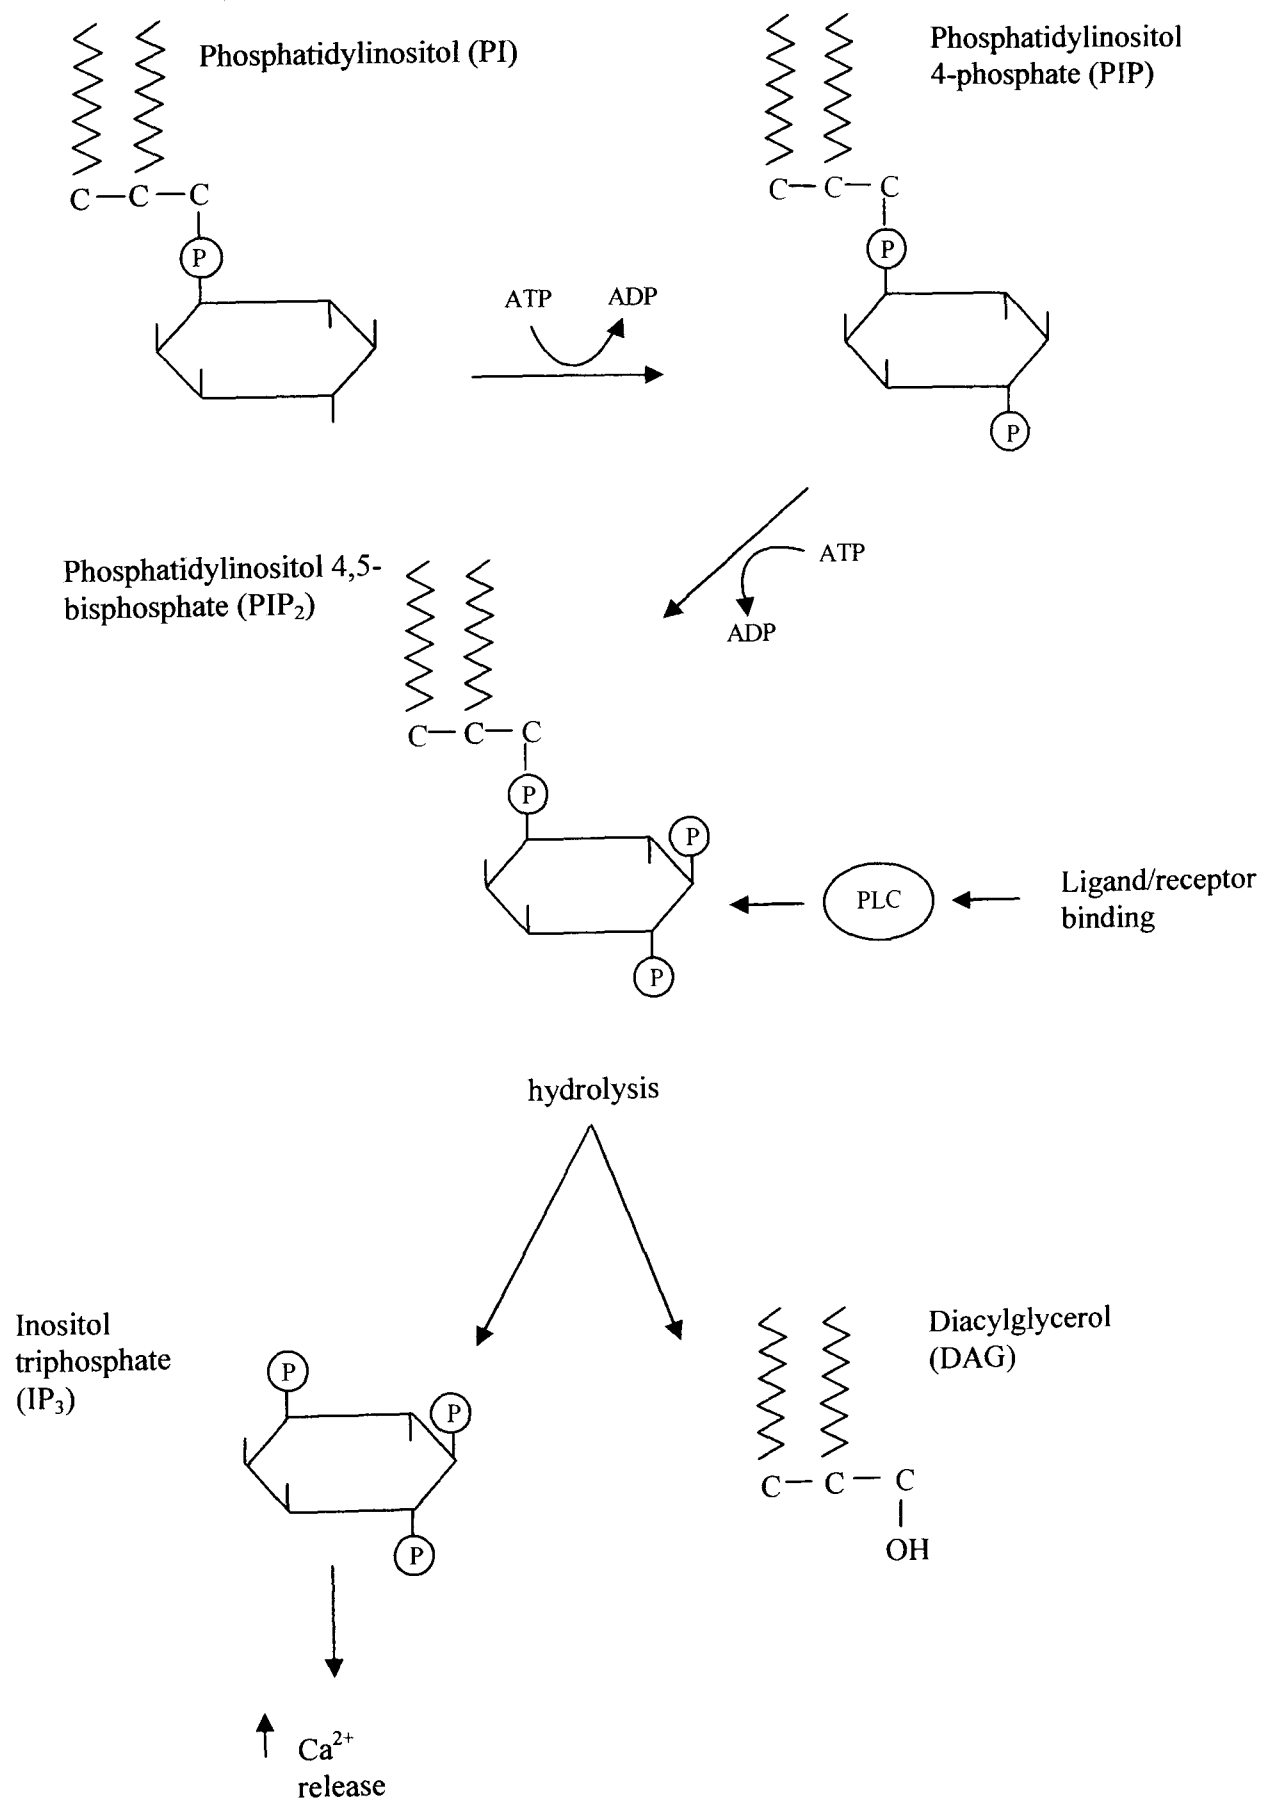 Phosphatidylinositol (PI)
Phosphatidylinositol
4-phosphate (PIP)
C—C—C
C—C—C
P
P
ATP
ADP
P
Phosphatidylinositol 4,5-
bisphosphate (PIP₂)
ATP
ADP
C—C—C
P
P
P
PLC
Ligand/receptor
binding
hydrolysis
Inositol
triphosphate
(IP₃)
P
P
P
Diacylglycerol
(DAG)
C—C—C
OH
Ca²⁺
release